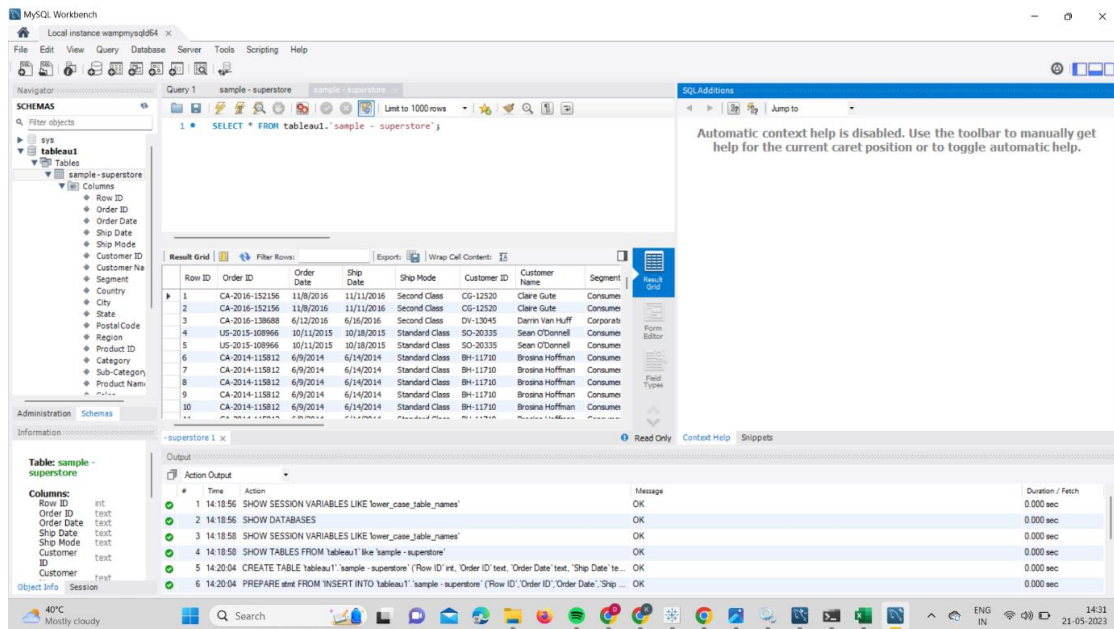 MySQL Workbench
Local instance wampmysqld64 ×
File Edit View Query Database Server Tools Scripting Help
Navigator
SCHEMAS
Filter objects
sys
tableau1
Tables
sample - superstore
Columns
Row ID
Order ID
Order Date
Ship Date
Ship Mode
Customer ID
Customer Na
Segment
Country
City
State
Postal Code
Region
Product ID
Category
Sub-Category
Product Nam
Administration Schemas
Information
Table: sample -
superstore
Columns:
Row ID int
Order ID text
Order Date text
Ship Date text
Ship Mode text
Customer
ID text
Customer
text
Object Info Session
Query 1 sample - superstore sample - superstore ×
Limit to 1000 rows
1 SELECT * FROM tableau1.`sample - superstore`;
Result Grid Filter Rows: Export: Wrap Cell Content:
Row ID Order ID Order Date Ship Date Ship Mode Customer ID Customer Name Segment
1 CA-2016-152156 11/8/2016 11/11/2016 Second Class CG-12520 Claire Gute Consumer
2 CA-2016-152156 11/8/2016 11/11/2016 Second Class CG-12520 Claire Gute Consumer
3 CA-2016-138688 6/12/2016 6/16/2016 Second Class DV-13045 Darrin Van Huff Corporate
4 US-2015-108966 10/11/2015 10/18/2015 Standard Class SO-20335 Sean O'Donnell Consumer
5 US-2015-108966 10/11/2015 10/18/2015 Standard Class SO-20335 Sean O'Donnell Consumer
6 CA-2014-115812 6/9/2014 6/14/2014 Standard Class BH-11710 Brosina Hoffman Consumer
7 CA-2014-115812 6/9/2014 6/14/2014 Standard Class BH-11710 Brosina Hoffman Consumer
8 CA-2014-115812 6/9/2014 6/14/2014 Standard Class BH-11710 Brosina Hoffman Consumer
9 CA-2014-115812 6/9/2014 6/14/2014 Standard Class BH-11710 Brosina Hoffman Consumer
10 CA-2014-115812 6/9/2014 6/14/2014 Standard Class BH-11710 Brosina Hoffman Consumer
Result
Grid
Form
Editor
Field
Types
- superstore 1 × Read Only
SQLAdditions
Jump to
Automatic context help is disabled. Use the toolbar to manually get
help for the current caret position or to toggle automatic help.
Context Help Snippets
Output
Action Output
# Time Action Message Duration / Fetch
1 14:18:56 SHOW SESSION VARIABLES LIKE 'lower_case_table_names' OK 0.000 sec
2 14:18:56 SHOW DATABASES OK 0.000 sec
3 14:18:58 SHOW SESSION VARIABLES LIKE 'lower_case_table_names' OK 0.000 sec
4 14:18:58 SHOW TABLES FROM `tableau1` like 'sample - superstore' OK 0.000 sec
5 14:20:04 CREATE TABLE `tableau1`.`sample - superstore` (`Row ID` int, `Order ID` text, `Order Date` text, `Ship Date` te... OK 0.000 sec
6 14:20:04 PREPARE stmt FROM 'INSERT INTO `tableau1`.`sample - superstore` (`Row ID`,`Order ID`,`Order Date`,`Ship ... OK 0.000 sec
40°C
Mostly cloudy
Search
ENG
IN
14:31
21-05-2023